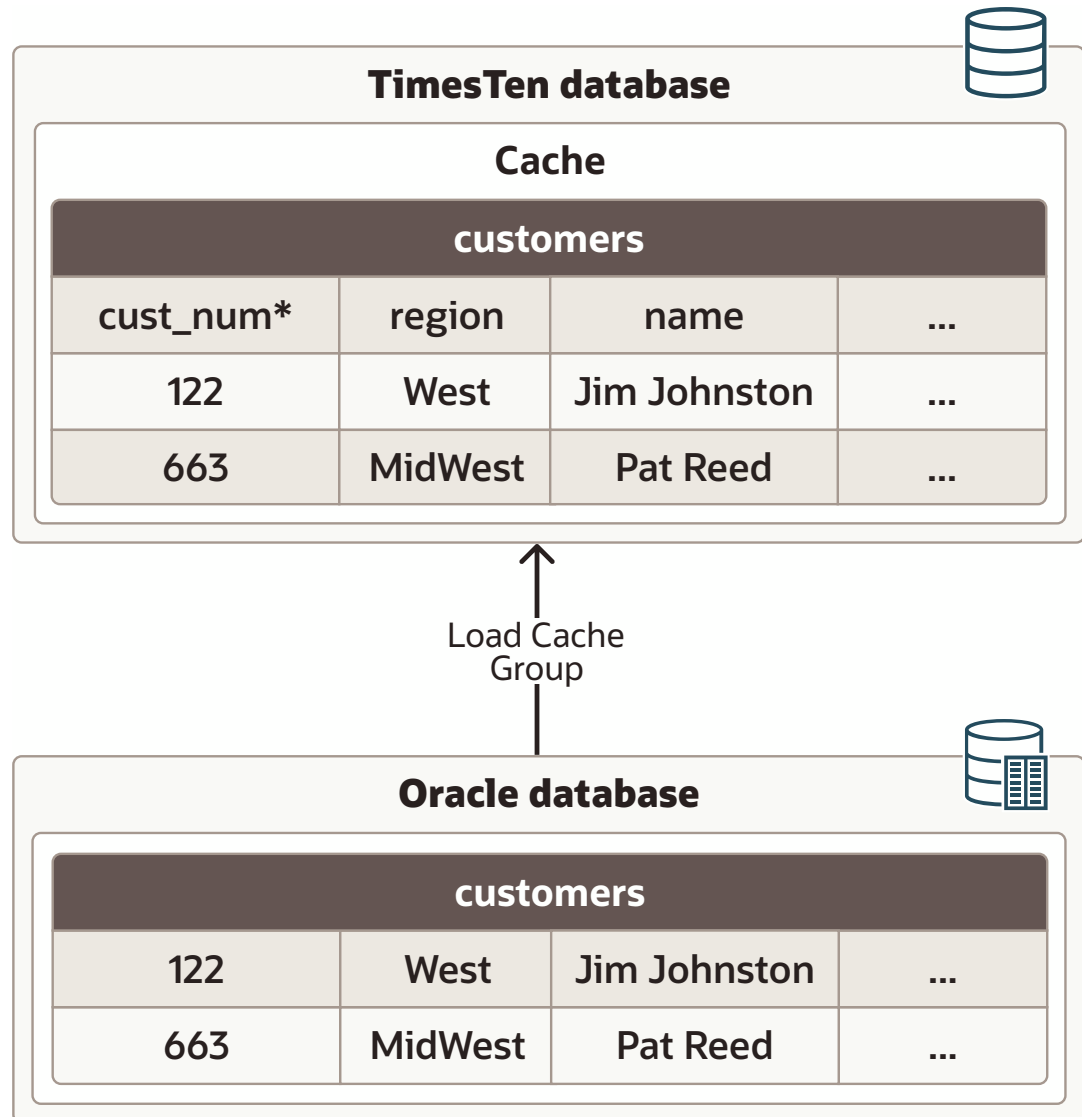 TimesTen database
Cache
customers
cust_num* region name ...
122 West Jim Johnston ...
663 MidWest Pat Reed ...
Load Cache
Group
Oracle database
customers
122 West Jim Johnston ...
663 MidWest Pat Reed ...